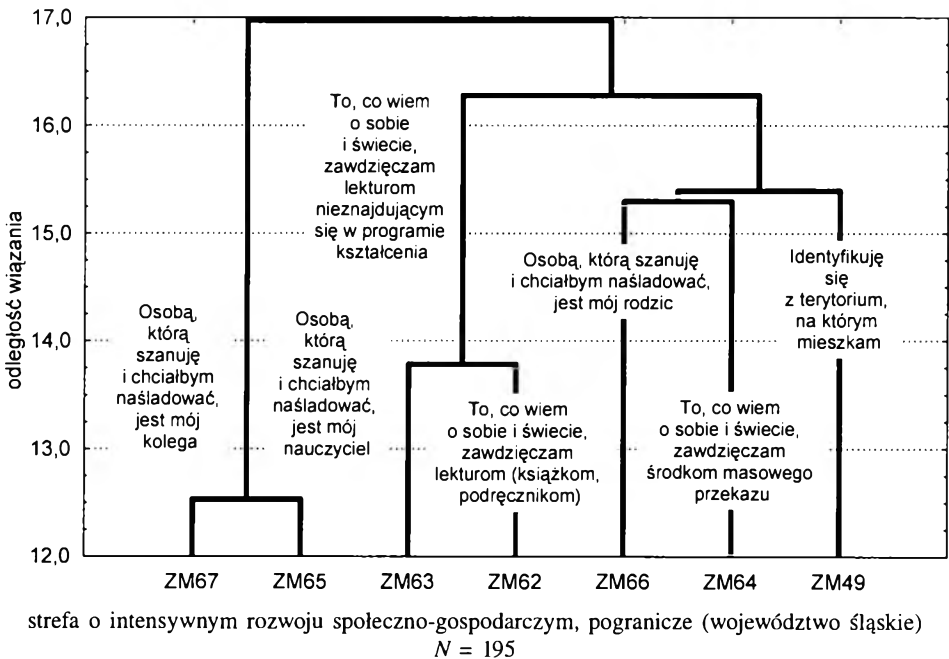 17,0
16,0
15,0
14,0
13,0
12,0
odległość wiązania
To, co wiem
o sobie
i świecie,
zawdzięczam
lekturom
nieznajdującym
się w programie
kształcenia
Osobą, którą szanuję
i chciałbym naśladować,
jest mój rodzic
Identyfikuję
się
z terytorium,
na którym
mieszkam
Osobą,
którą
szanuję
i chciałbym
naśladować,
jest mój
kolega
Osobą,
którą
szanuję
i chciałbym
naśladować,
jest mój
nauczyciel
To, co wiem
o sobie i świecie,
zawdzięczam
lekturom (książkom,
podręcznikom)
To, co wiem
o sobie i świecie,
zawdzięczam
środkom masowego
przekazu
ZM67 ZM65 ZM63 ZM62 ZM66 ZM64 ZM49
strefa o intensywnym rozwoju społeczno-gospodarczym, pogranicze (województwo śląskie)
N = 195